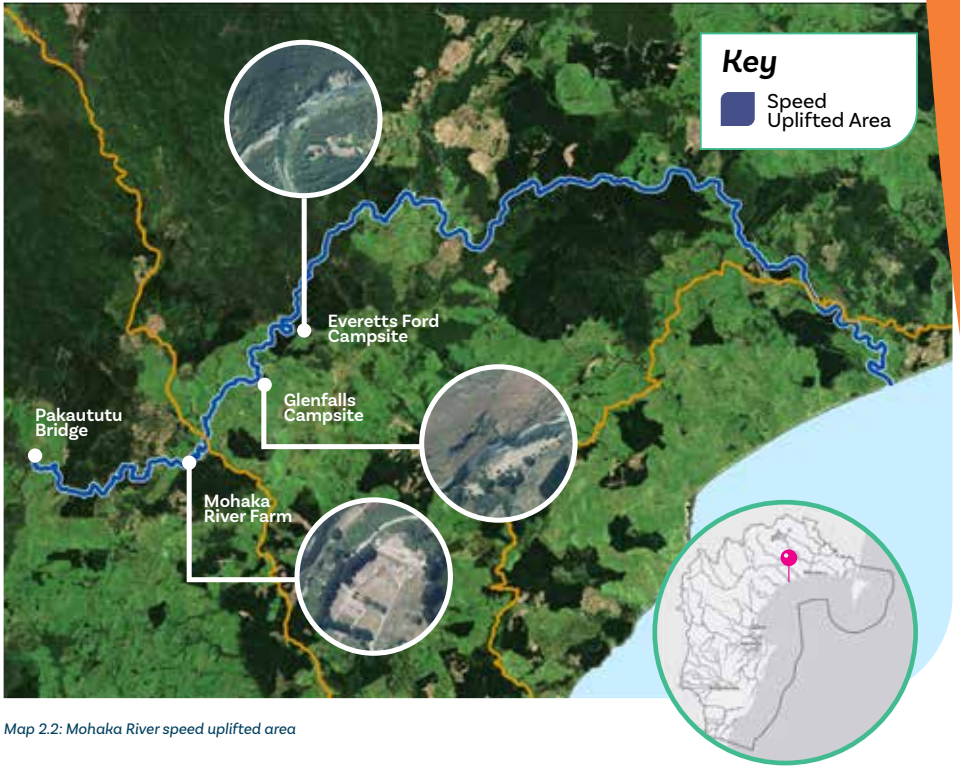 Key
Speed
Uplifted Area
Everetts Ford
Campsite
Glenfalls
Campsite
Pakaututu
Bridge
Mohaka
River Farm
Map 2.2: Mohaka River speed uplifted area